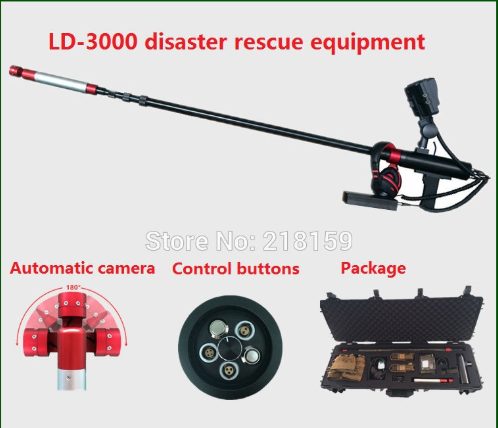 LD-3000 disaster rescue equipment
Store No: 218159
Automatic camera
Control buttons
Package
180°